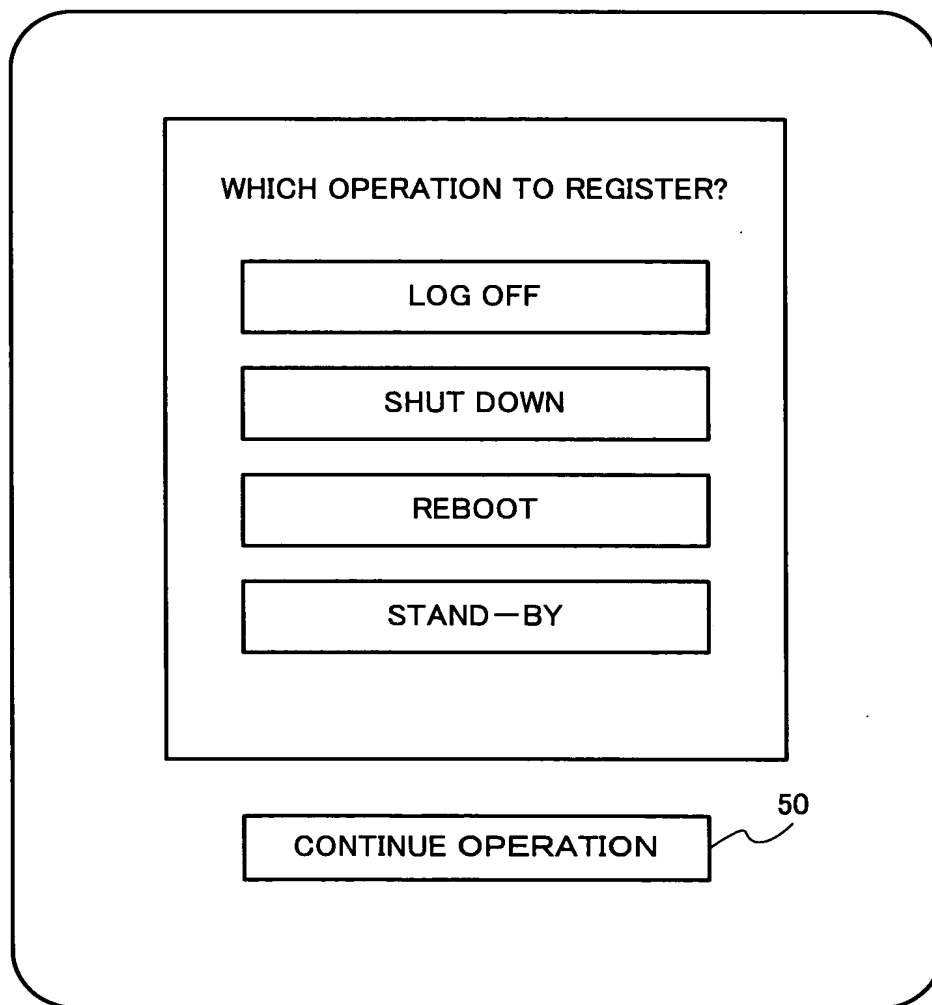 WHICH OPERATION TO REGISTER?
LOG OFF
SHUT DOWN
REBOOT
STAND—BY
50
CONTINUE OPERATION